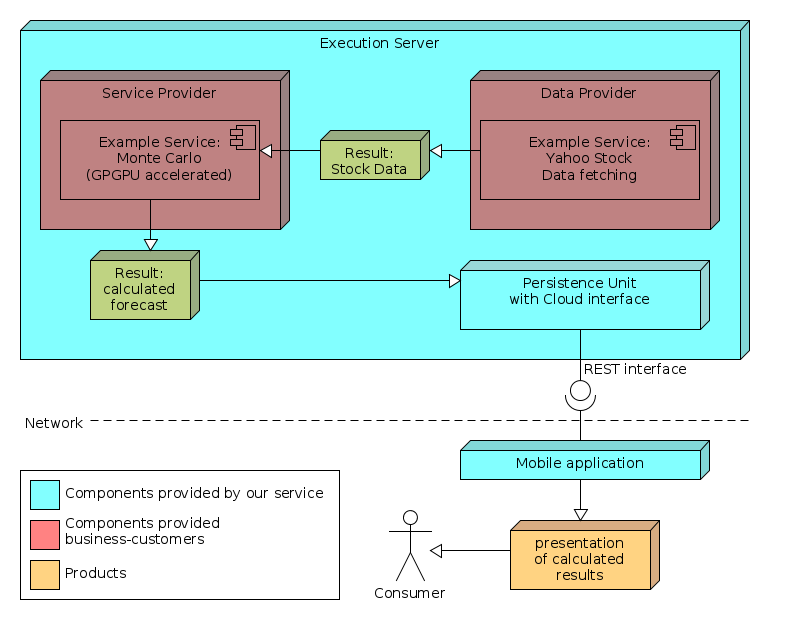 Execution Server
Service Provider
Data Provider
Example Service:
Monte Carlo
(GPGPU accelerated)
Result:
Stock Data
Example Service:
Yahoo Stock
Data fetching
Result:
calculated
forecast
Persistence Unit
with Cloud interface
REST interface
Network
Mobile application
Components provided by our service
Components provided
business-customers
Products
presentation
of calculated
results
Consumer